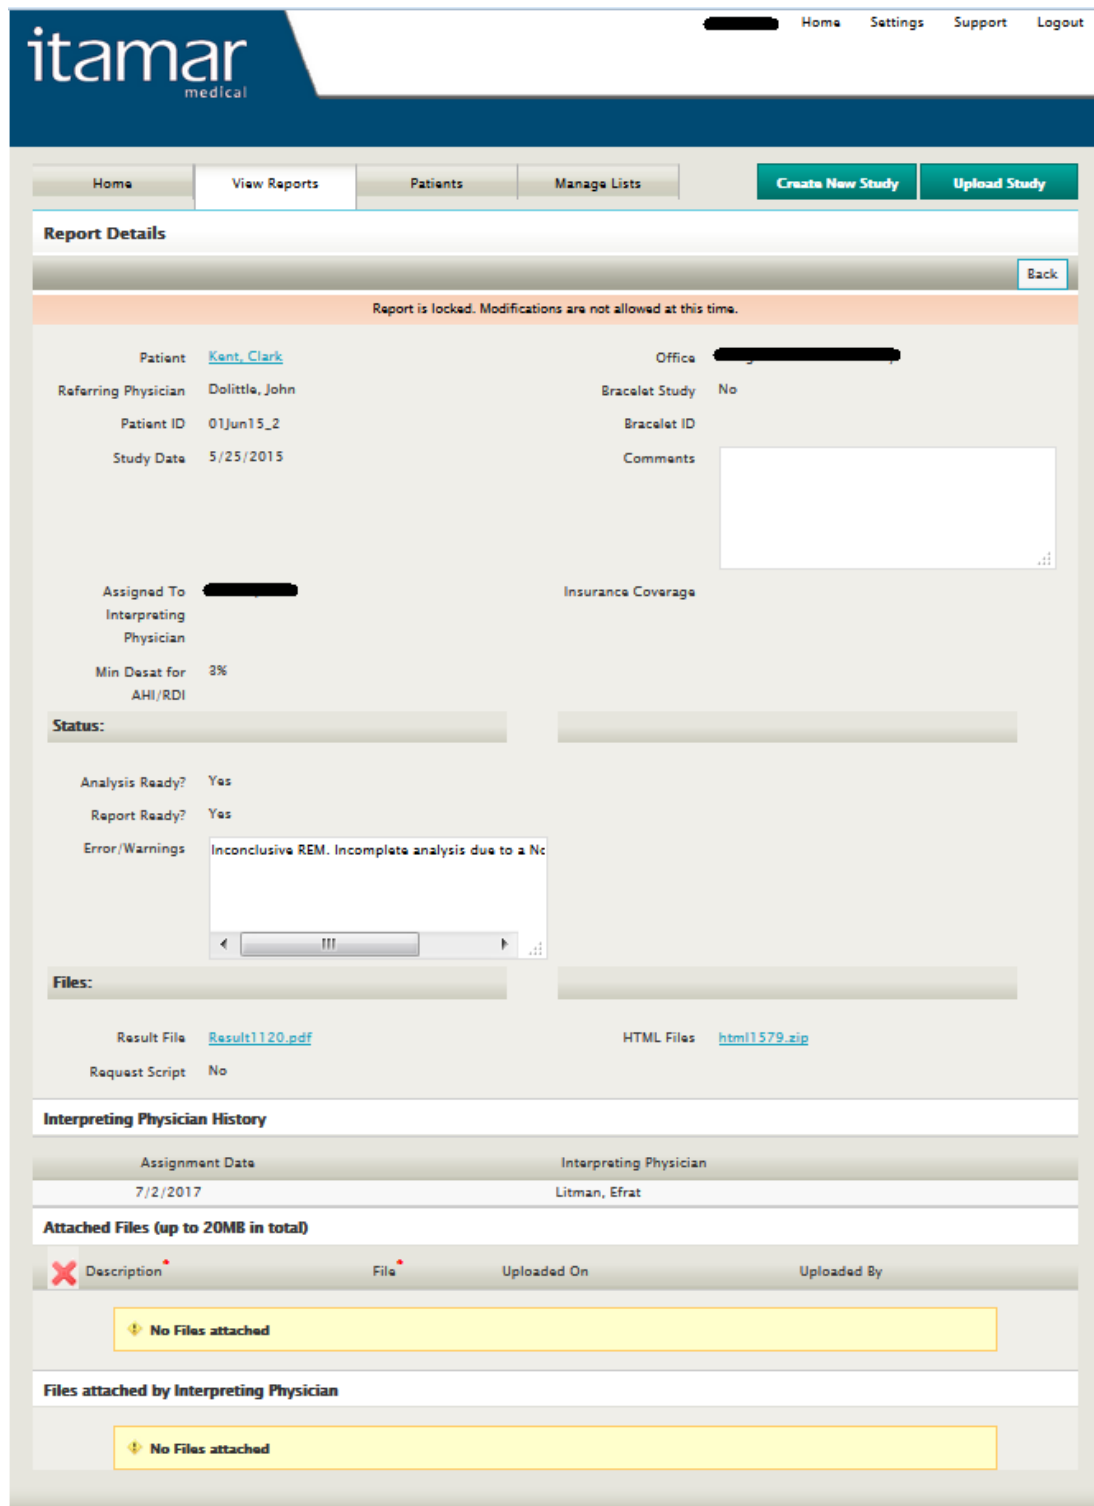 Home Settings Support Logout
itamar
medical
Home View Reports Patients Manage Lists Create New Study Upload Study
Report Details
Back
Report is locked. Modifications are not allowed at this time.
Patient Kent, Clark Office
Referring Physician Dolittle, John Bracelet Study No
Patient ID 01Jun15_2 Bracelet ID
Study Date 5/25/2015 Comments
Assigned To Insurance Coverage
Interpreting
Physician
Min Desat for 3%
AHI/RDI
Status:
Analysis Ready? Yes
Report Ready? Yes
Error/Warnings Inconclusive REM. Incomplete analysis due to a Nc
Files:
Result File Result1120.pdf HTML Files html1579.zip
Request Script No
Interpreting Physician History
Assignment Date Interpreting Physician
7/2/2017 Litman, Efrat
Attached Files (up to 20MB in total)
Description* File* Uploaded On Uploaded By
No Files attached
Files attached by Interpreting Physician
No Files attached